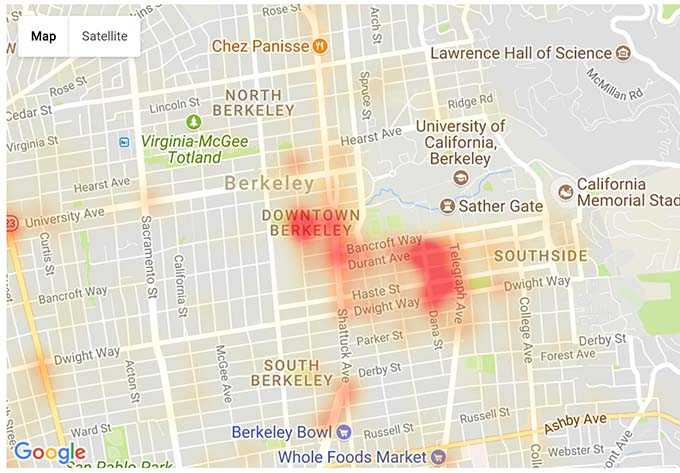 Map
Satellite
Chez Panisse
Arch St
Lawrence Hall of Science
McMillan Rd
Rose St
Rose St
Spruce St
Cedar St
Lincoln St
NORTH
BERKELEY
Ridge Rd
Virginia St
Virginia-McGee
Totland
Hearst Ave
University of
California,
Berkeley
Hearst Ave
Berkeley
California
Memorial Stad
University Ave
DOWNTOWN
BERKELEY
Sather Gate
Curtis St
Sacramento St
California St
Bancroft Way
Durant Ave
Telegraph Ave
SOUTHSIDE
Bancroft Way
Haste St
Dwight Way
Dwight Way
Shattuck Ave
Dana St
College Ave
Parker St
Derby St
Dwight Way
Acton St
McGee Ave
SOUTH
BERKELEY
Derby St
Forest Ave
Russell St
Ashby Ave
Ward St
Berkeley Bowl
Russell St
Webster St
Google
San Pablo Park
Whole Foods Market